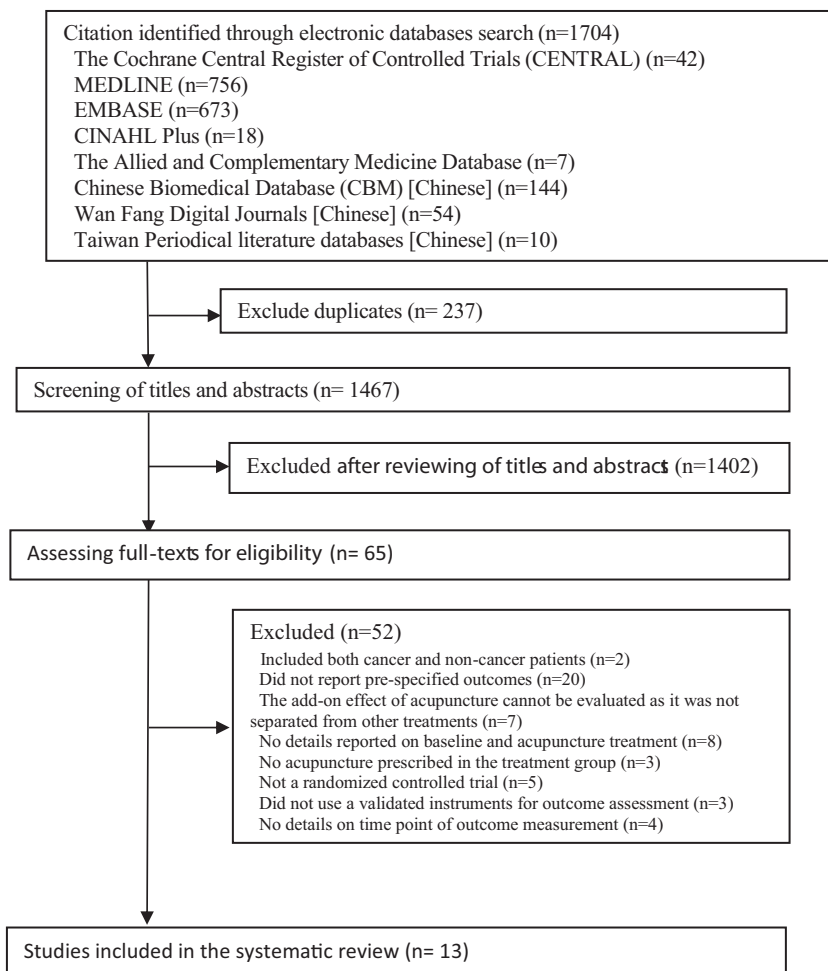 Citation identified through electronic databases search (n=1704)
The Cochrane Central Register of Controlled Trials (CENTRAL) (n=42)
MEDLINE (n=756)
EMBASE (n=673)
CINAHL Plus (n=18)
The Allied and Complementary Medicine Database (n=7)
Chinese Biomedical Database (CBM) [Chinese] (n=144)
Wan Fang Digital Journals [Chinese] (n=54)
Taiwan Periodical literature databases [Chinese] (n=10)
Exclude duplicates (n= 237)
Screening of titles and abstracts (n= 1467)
Excluded after reviewing of titles and abstracts (n=1402)
Assessing full-texts for eligibility (n= 65)
Excluded (n=52)
Included both cancer and non-cancer patients (n=2)
Did not report pre-specified outcomes (n=20)
The add-on effect of acupuncture cannot be evaluated as it was not
separated from other treatments (n=7)
No details reported on baseline and acupuncture treatment (n=8)
No acupuncture prescribed in the treatment group (n=3)
Not a randomized controlled trial (n=5)
Did not use a validated instruments for outcome assessment (n=3)
No details on time point of outcome measurement (n=4)
Studies included in the systematic review (n= 13)